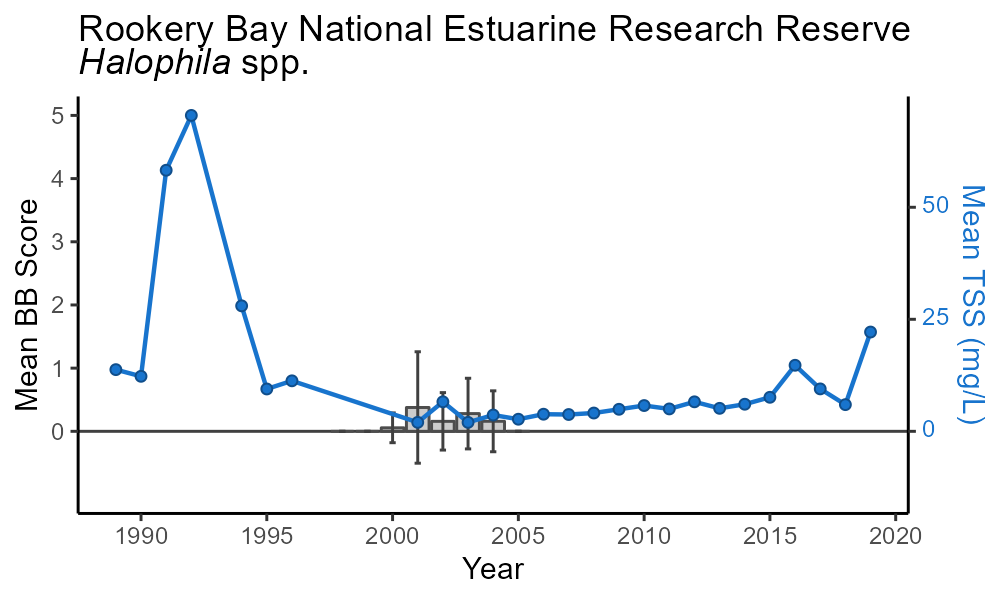 Rookery Bay National Estuarine Research Reserve
Halophila spp.
Mean BB Score
5
4
3
2
1
0
50
25
0
Mean TSS (mg/L)
1990 1995 2000 2005 2010 2015 2020
Year